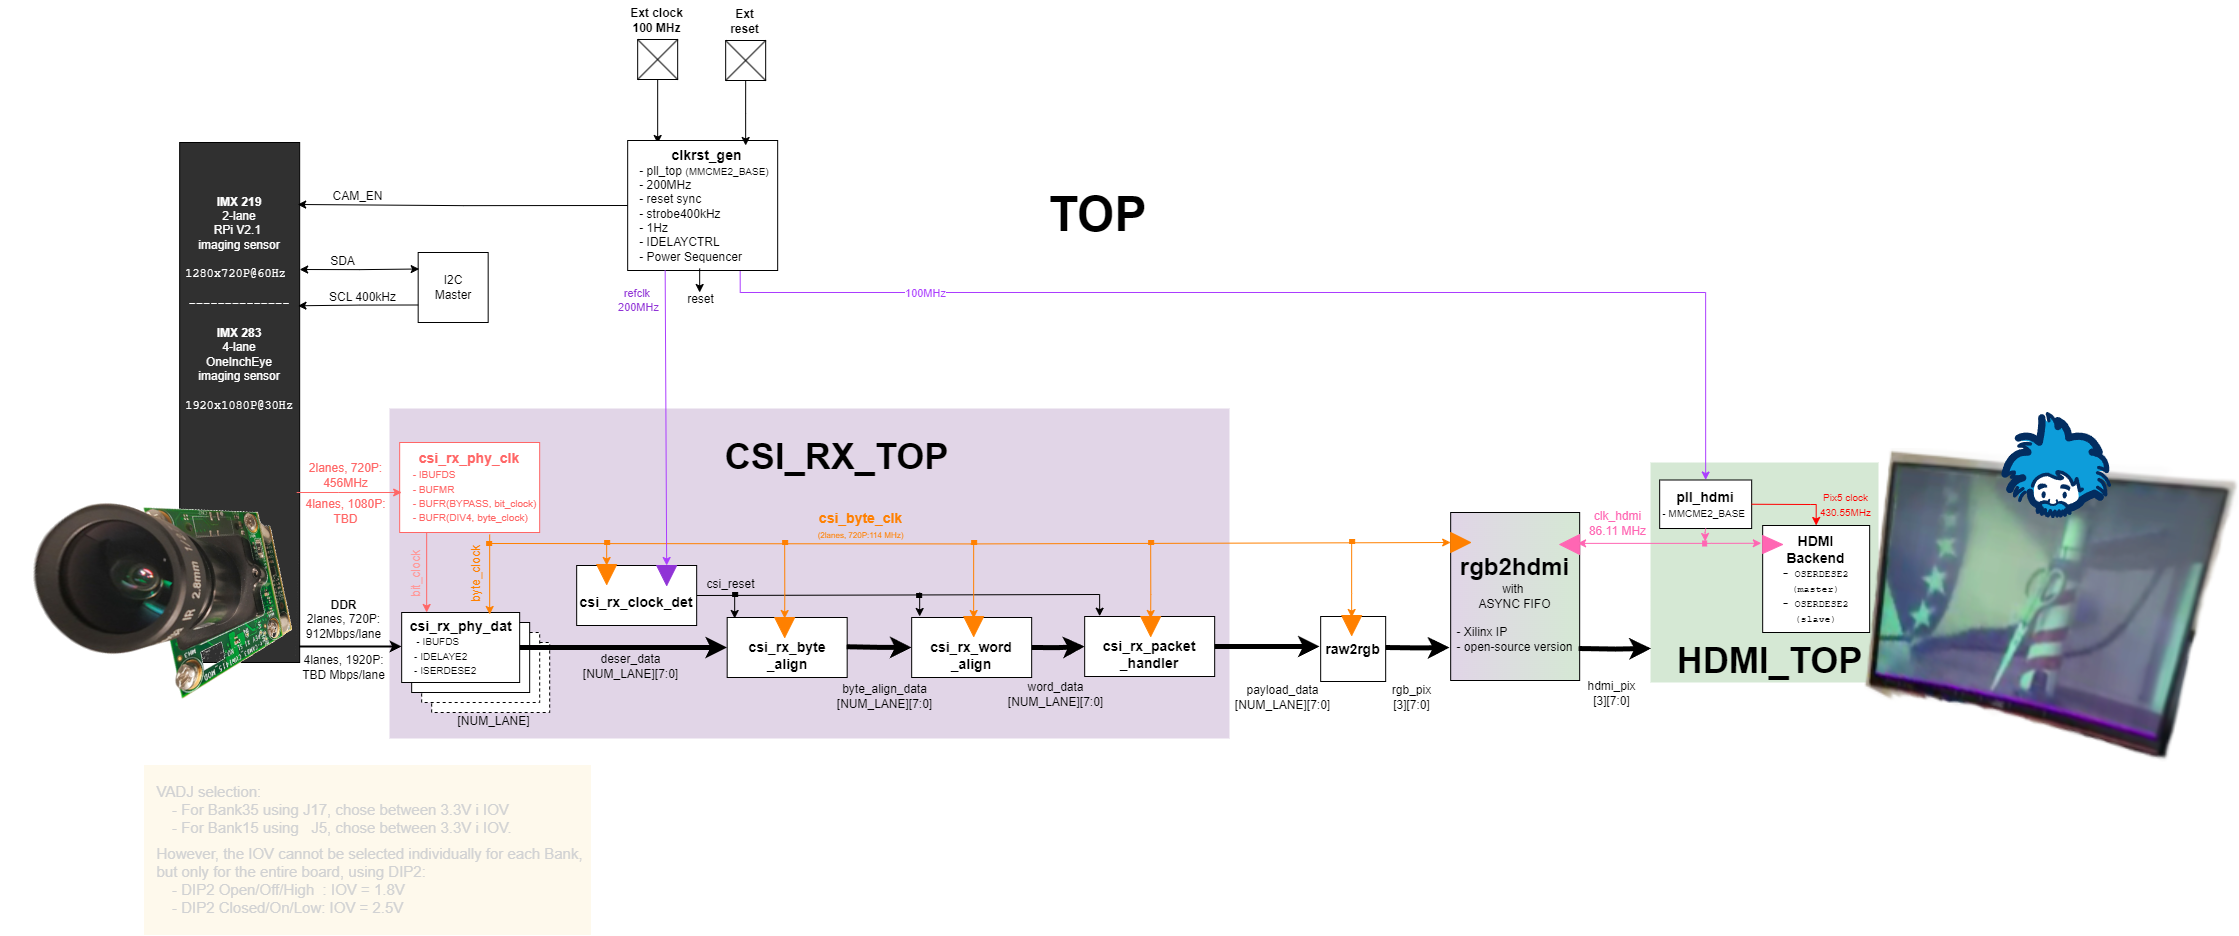 Ext clock
100 MHz
Ext
reset
clkrst_gen
- pll_top (MMCME2_BASE)
- 200MHz
- reset sync
- strobe400kHz
- 1Hz
- IDELAYCTRL
- Power Sequencer
TOP
CAM_EN
IMX 219
2-lane
RPi V2.1
imaging sensor
1280x720P@60Hz
--------------
IMX 283
4-lane
OneInchEye
imaging sensor
1920x1080P@30Hz
SDA
SCL 400kHz
I2C
Master
refclk
200MHz
reset
100MHz
CSI_RX_TOP
2lanes, 720P:
456MHz
4lanes, 1080P:
TBD
csi_rx_phy_clk
- IBUFDS
- BUFMR
- BUFR(BYPASS, bit_clock)
- BUFR(DIV4, byte_clock)
bit_clock
byte_clock
csi_byte_clk
(2lanes, 720P:114 MHz)
DDR
2lanes, 720P:
912Mbps/lane
4lanes, 1920P:
TBD Mbps/lane
csi_rx_phy_dat
- IBUFDS
- IDELAYE2
- ISERDESE2
[NUM_LANE]
csi_rx_clock_det
csi_reset
deser_data
[NUM_LANE][7:0]
csi_rx_byte
_align
byte_align_data
[NUM_LANE][7:0]
csi_rx_word
_align
word_data
[NUM_LANE][7:0]
csi_rx_packet
_handler
payload_data
[NUM_LANE][7:0]
raw2rgb
rgb_pix
[3][7:0]
rgb2hdmi
with
ASYNC FIFO
- Xilinx IP
- open-source version
hdmi_pix
[3][7:0]
clk_hdmi
86.11 MHz
pll_hdmi
- MMCME2_BASE
Pix5 clock
430.55MHz
HDMI
Backend
- OSERDESE2
(master)
- OSERDESE2
(slave)
HDMI_TOP
IR 2.8mm
VADJ selection:
- For Bank35 using J17, chose between 3.3V i IOV
- For Bank15 using J5, chose between 3.3V i IOV.
However, the IOV cannot be selected individually for each Bank,
but only for the entire board, using DIP2:
- DIP2 Open/Off/High : IOV = 1.8V
- DIP2 Closed/On/Low: IOV = 2.5V